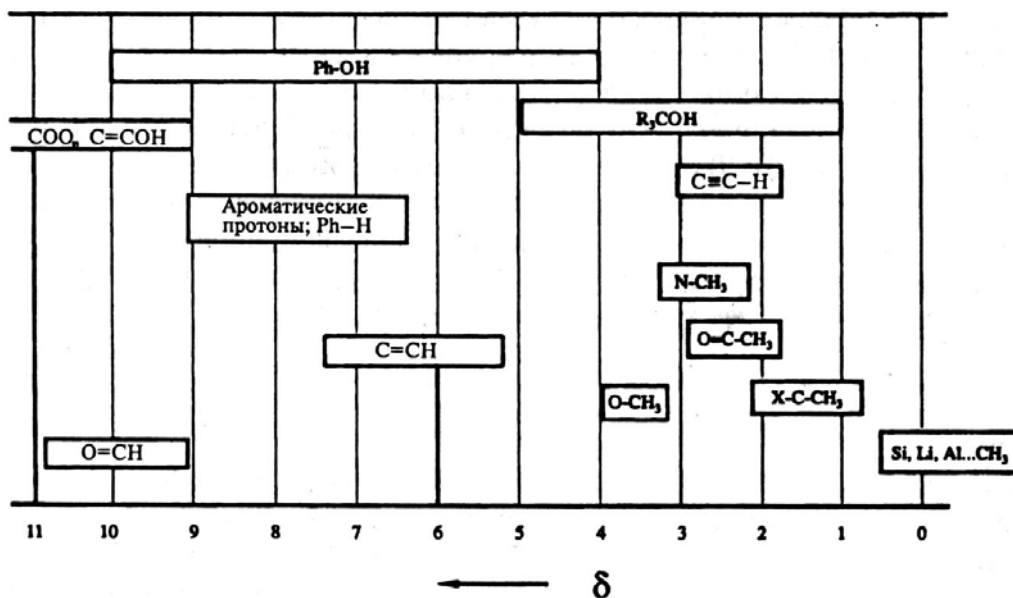 Ph-OH
R₃COH
COOₙ C=COH
C≡C–H
Ароматические
протоны; Ph–H
N-CH₃
O=C-CH₃
C=CH
O-CH₃
X-C-CH₃
O=CH
Si, Li, Al...CH₃
11 10 9 8 7 6 5 4 3 2 1 0
δ